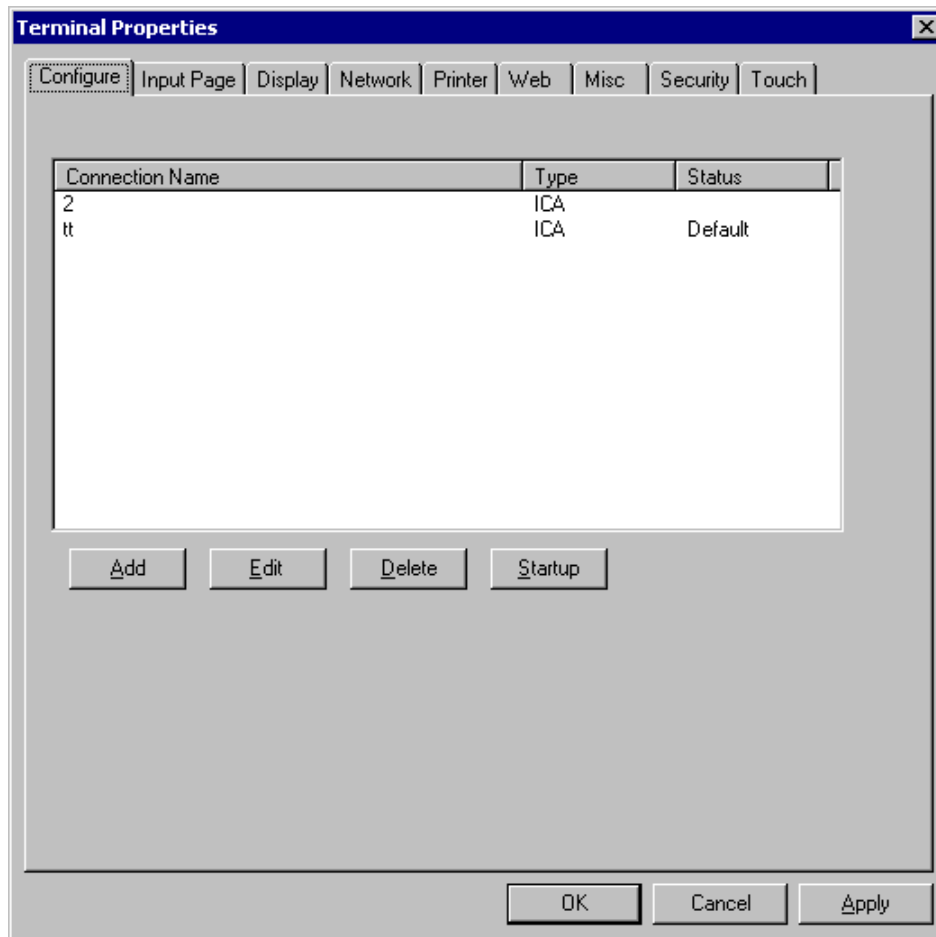 Terminal Properties
Configure Input Page Display Network Printer Web Misc Security Touch
Connection Name Type Status
2 ICA
tt ICA Default
Add Edit Delete Startup
OK Cancel Apply